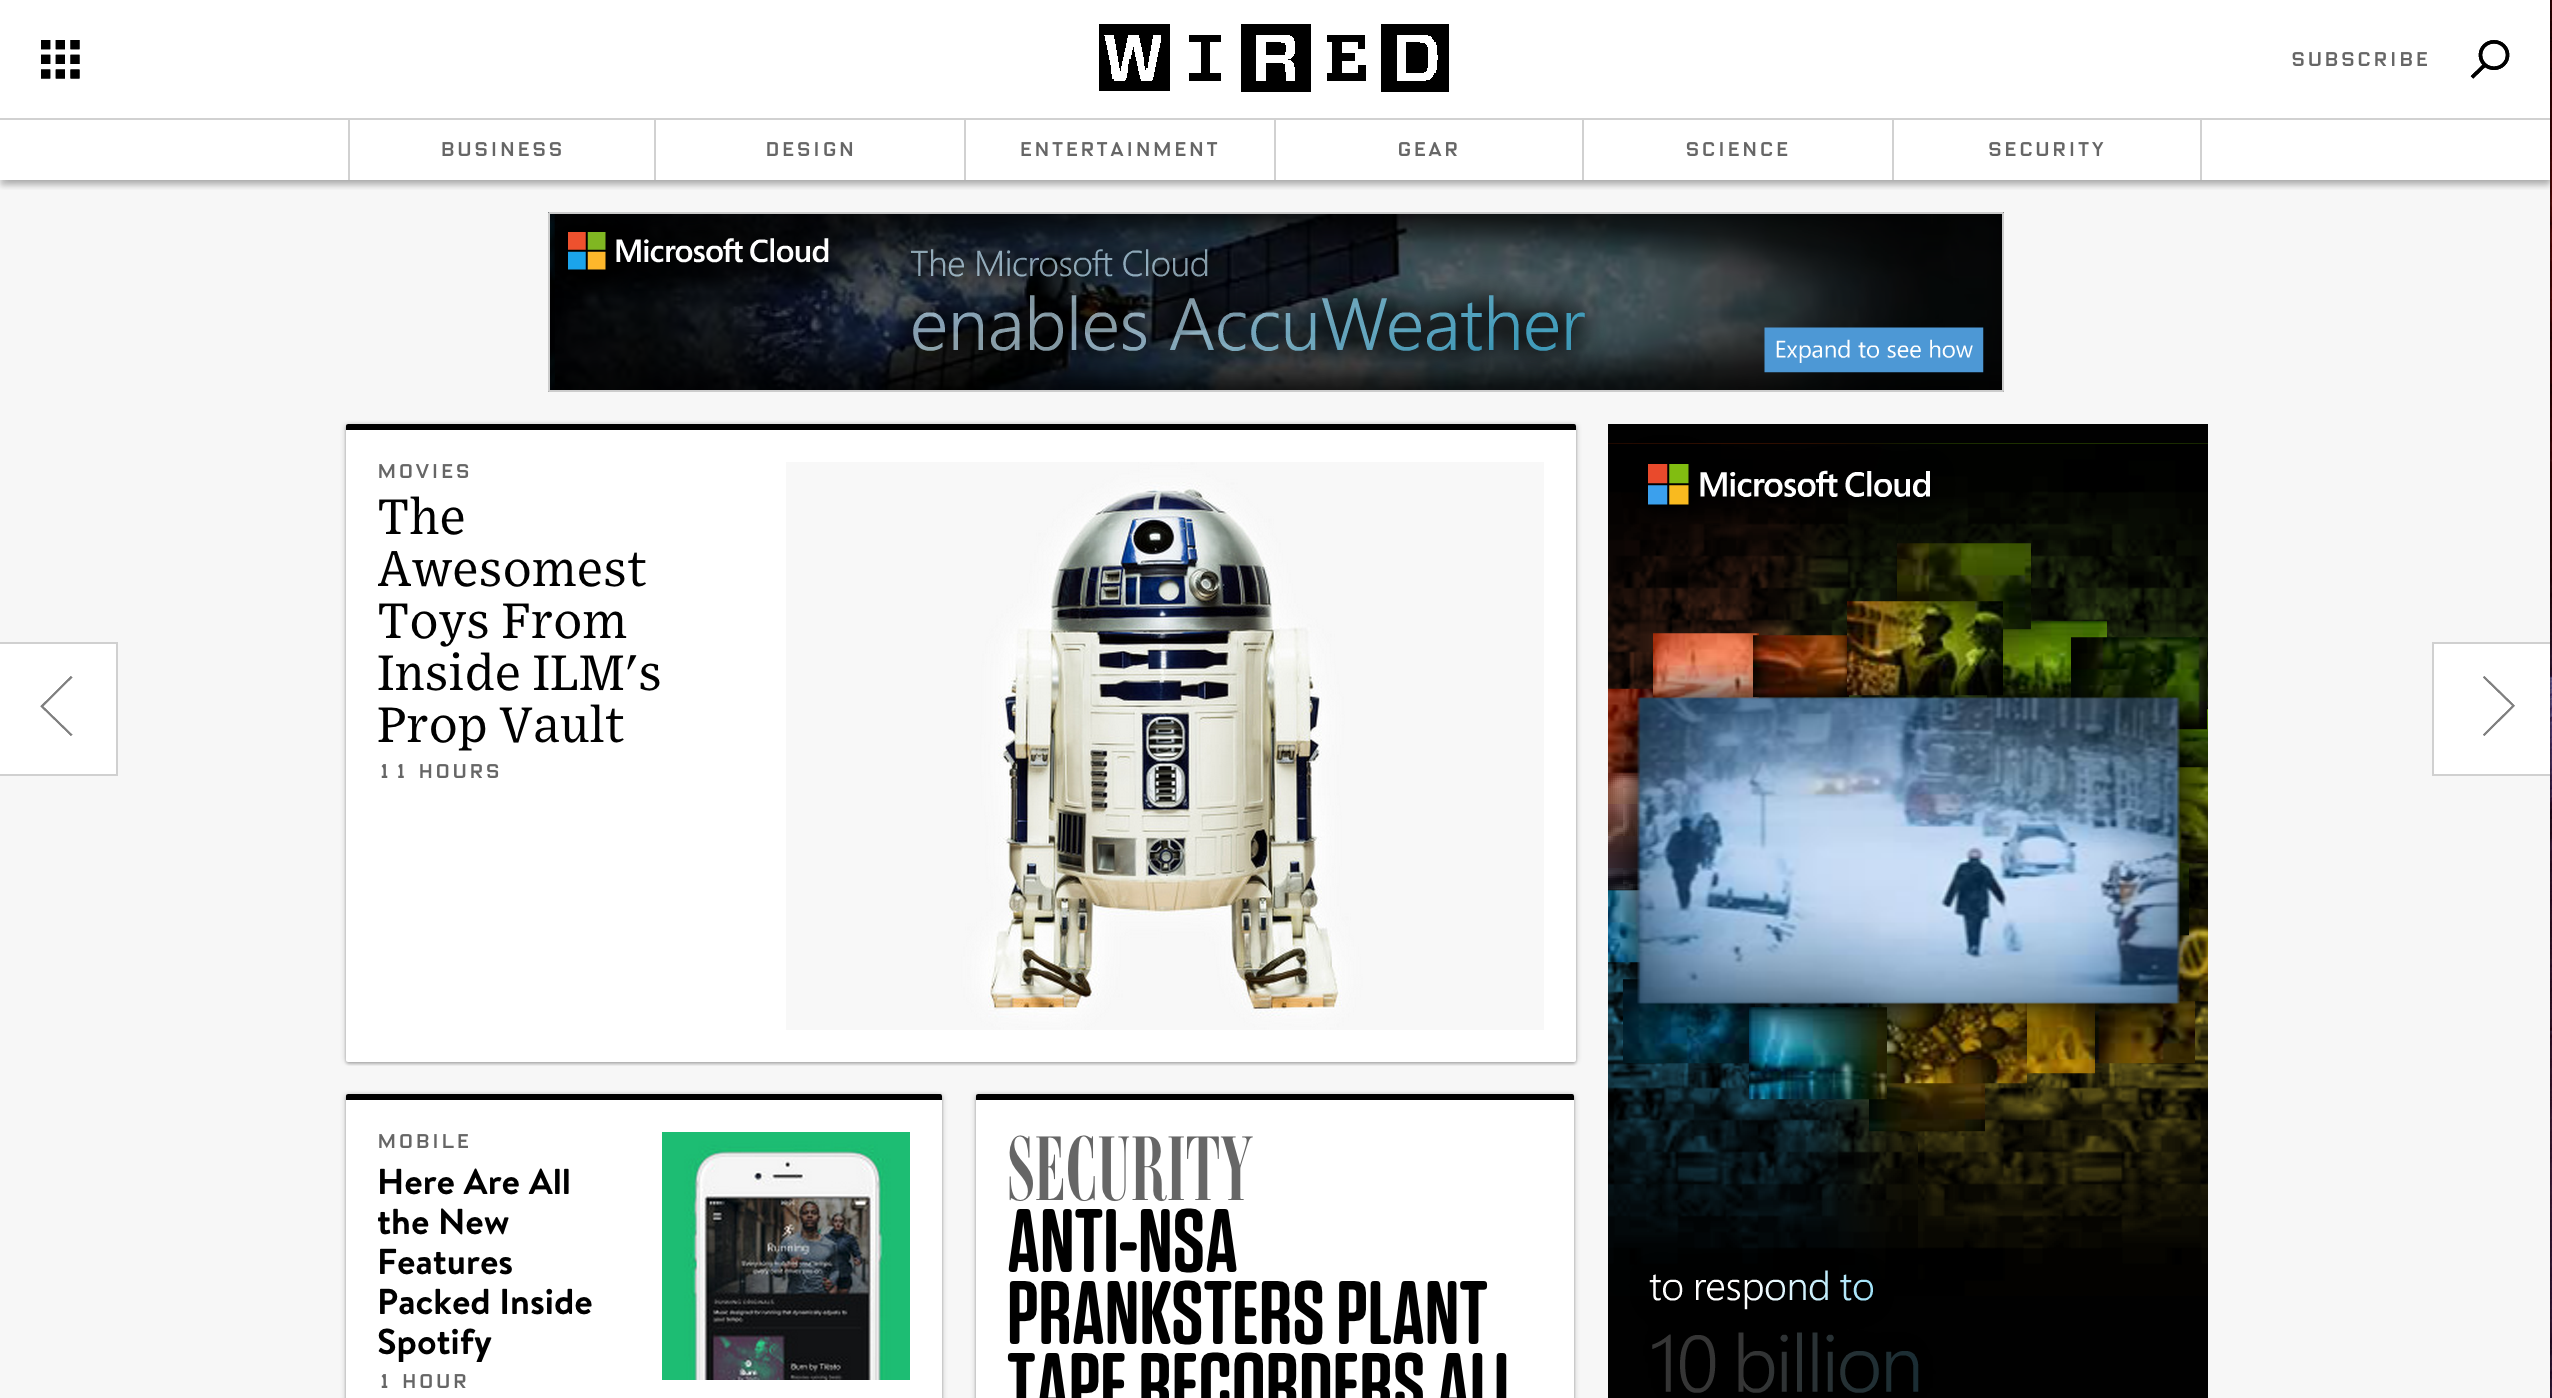 WIRED
SUBSCRIBE
BUSINESS
DESIGN
ENTERTAINMENT
GEAR
SCIENCE
SECURITY
Microsoft Cloud
The Microsoft Cloud
enables AccuWeather
Expand to see how
MOVIES
The
Awesomest
Toys From
Inside ILM's
Prop Vault
11 HOURS
Microsoft Cloud
to respond to
10 billion
MOBILE
Here Are All
the New
Features
Packed Inside
Spotify
1 HOUR
Running
Burn by Tiësto
SECURITY
ANTI-NSA
PRANKSTERS PLANT
TAPE RECORDERS ALL